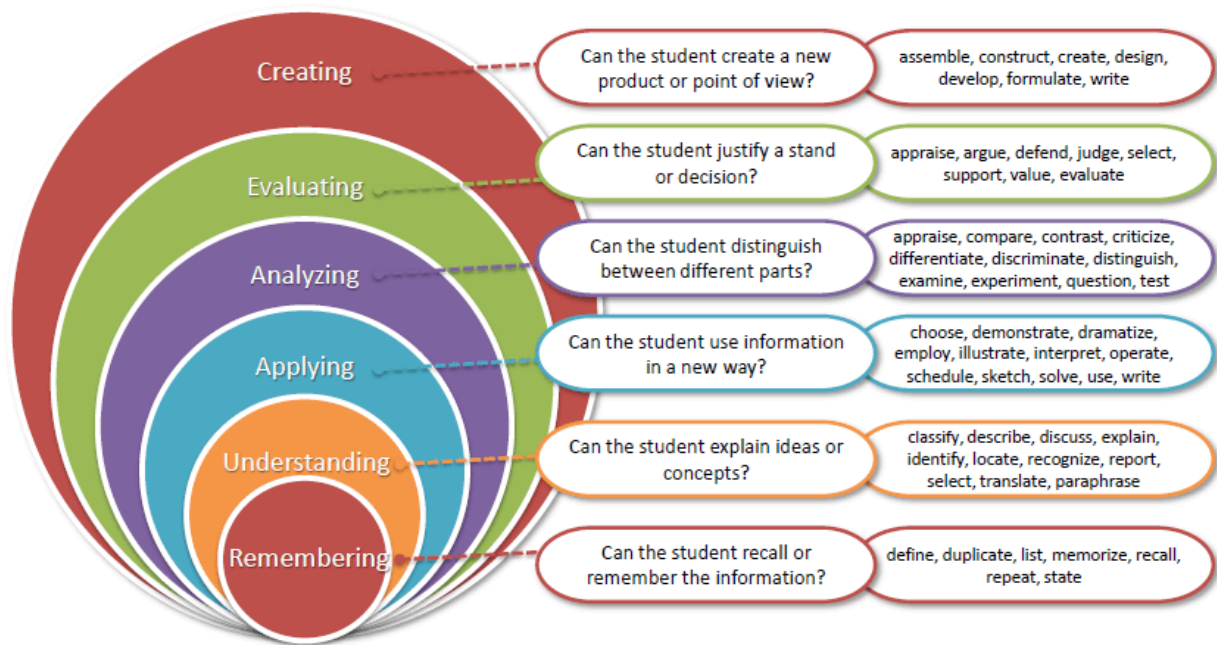 Creating
Can the student create a new
product or point of view?
assemble, construct, create, design,
develop, formulate, write
Evaluating
Can the student justify a stand
or decision?
appraise, argue, defend, judge, select,
support, value, evaluate
Analyzing
Can the student distinguish
between different parts?
appraise, compare, contrast, criticize,
differentiate, discriminate, distinguish,
examine, experiment, question, test
Applying
Can the student use information
in a new way?
choose, demonstrate, dramatize,
employ, illustrate, interpret, operate,
schedule, sketch, solve, use, write
Understanding
Can the student explain ideas or
concepts?
classify, describe, discuss, explain,
identify, locate, recognize, report,
select, translate, paraphrase
Remembering
Can the student recall or
remember the information?
define, duplicate, list, memorize, recall,
repeat, state